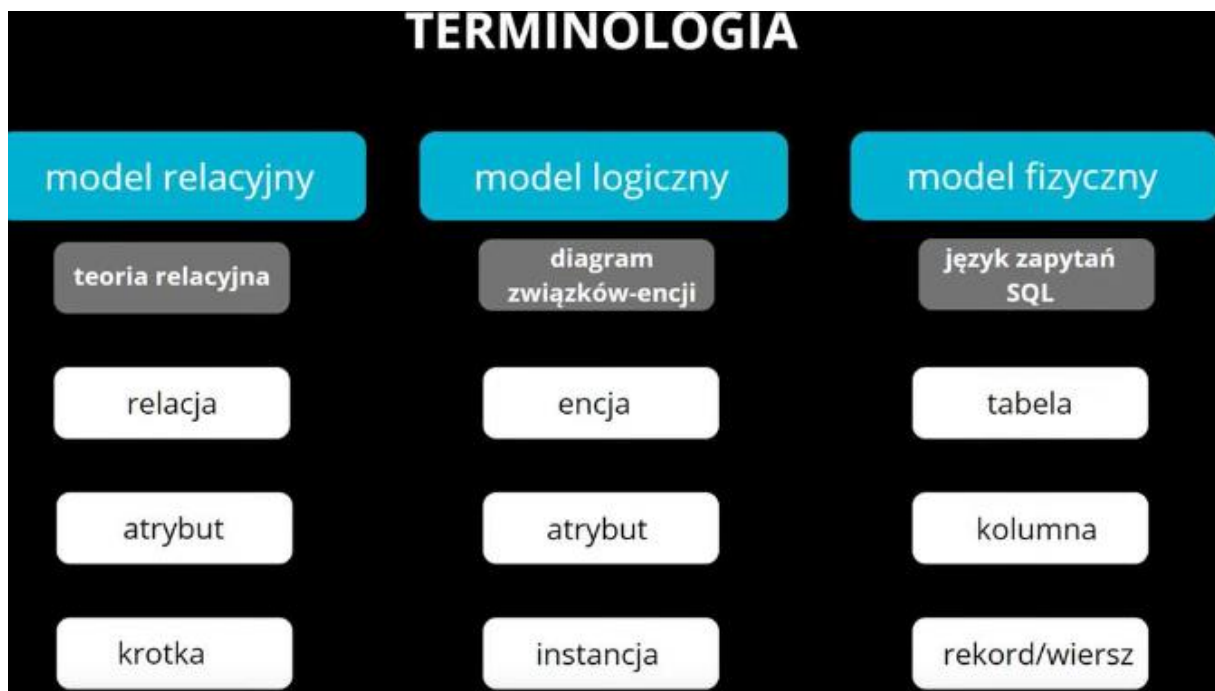 TERMINOLOGIA
model relacyjny
model logiczny
model fizyczny
teoria relacyjna
diagram
związków-encji
język zapytań
SQL
relacja
encja
tabela
atrybut
atrybut
kolumna
krotka
instancja
rekord/wiersz